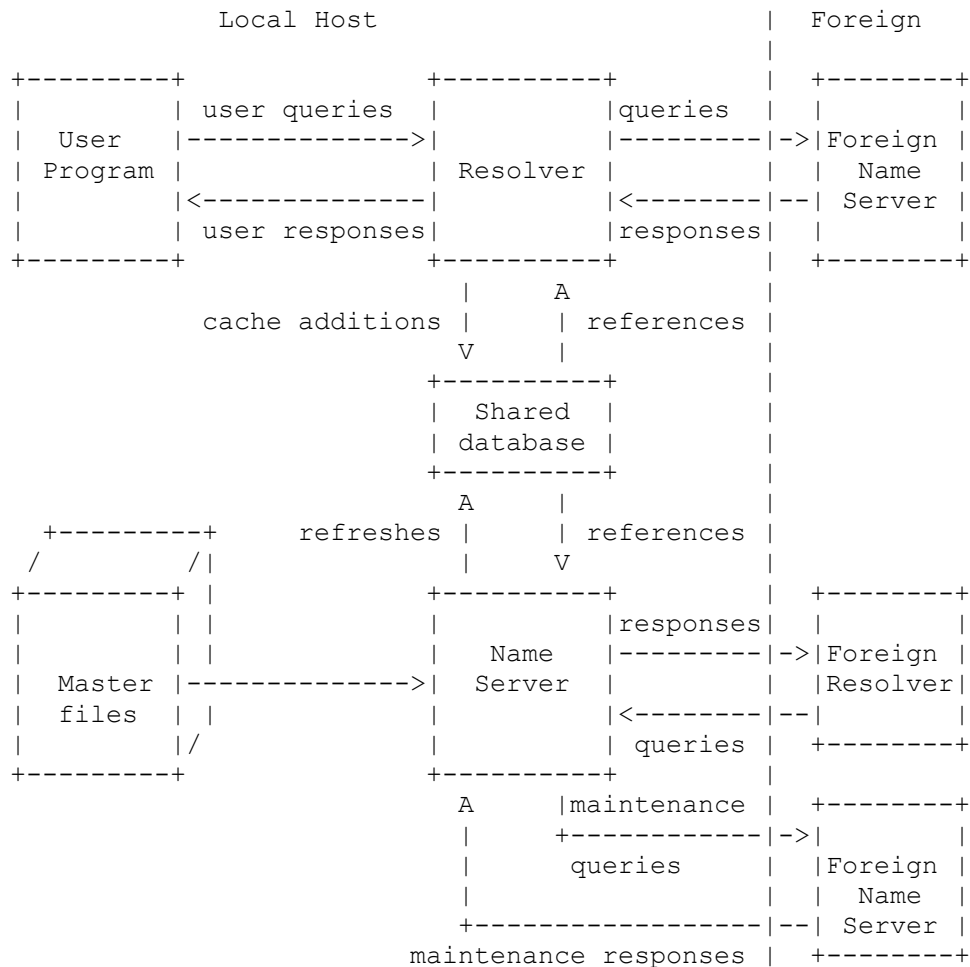 Local Host | Foreign
|
+---------+ +----------+ | +--------+
| | user queries | |queries | | |
| User |-------------->| |---------|->|Foreign |
| Program | | Resolver | | | Name |
| |<--------------| |<--------|--| Server |
| | user responses| |responses| | |
+---------+ +----------+ | +--------+
| A |
cache additions | | references |
V | |
+----------+ |
| Shared | |
| database | |
+----------+ |
A | |
+---------+ refreshes | | references |
/ /| | V |
+---------+ | +----------+ | +--------+
| | | | |responses| | |
| | | | Name |---------|->|Foreign |
| Master |-------------->| Server | | |Resolver|
| files | | | |<--------|--| |
| |/ | | queries | +--------+
+---------+ +----------+ |
A |maintenance | +--------+
| +------------|->| |
| queries | |Foreign |
| | | Name |
+------------------|--| Server |
maintenance responses | +--------+